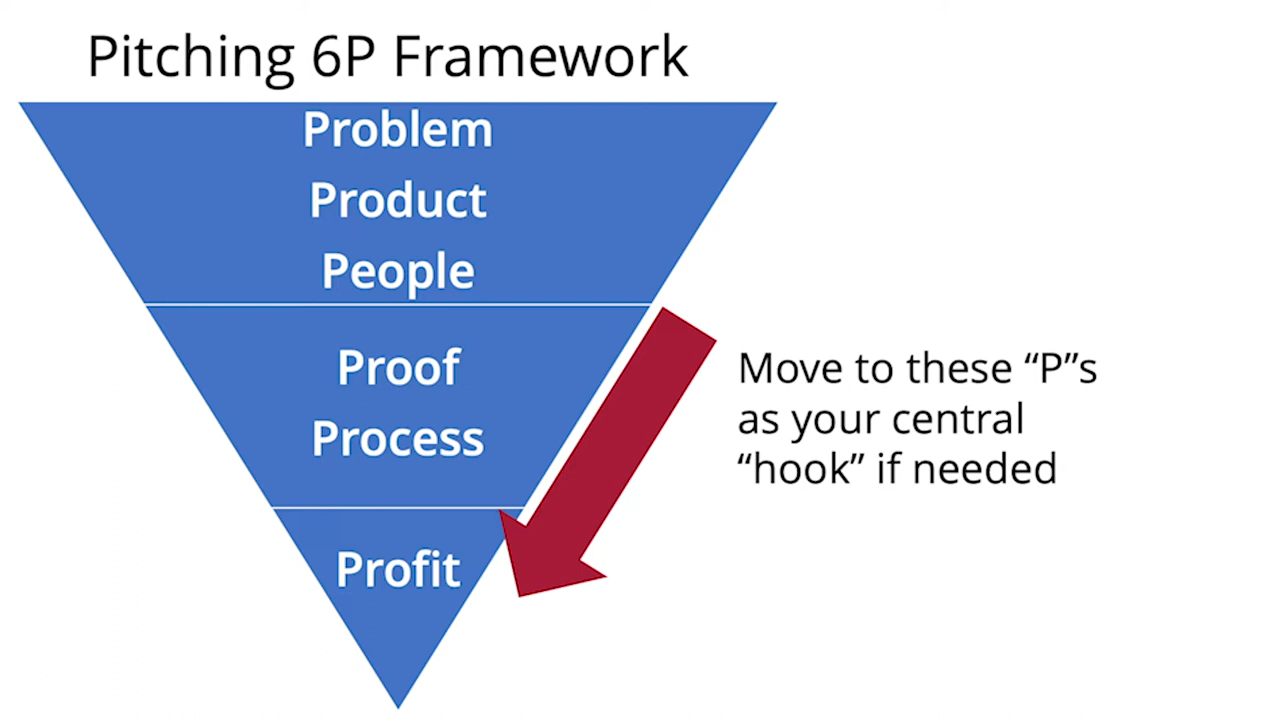 Pitching 6P Framework
Problem
Product
People
Proof
Process
Profit
Move to these “P”s
as your central
“hook” if needed